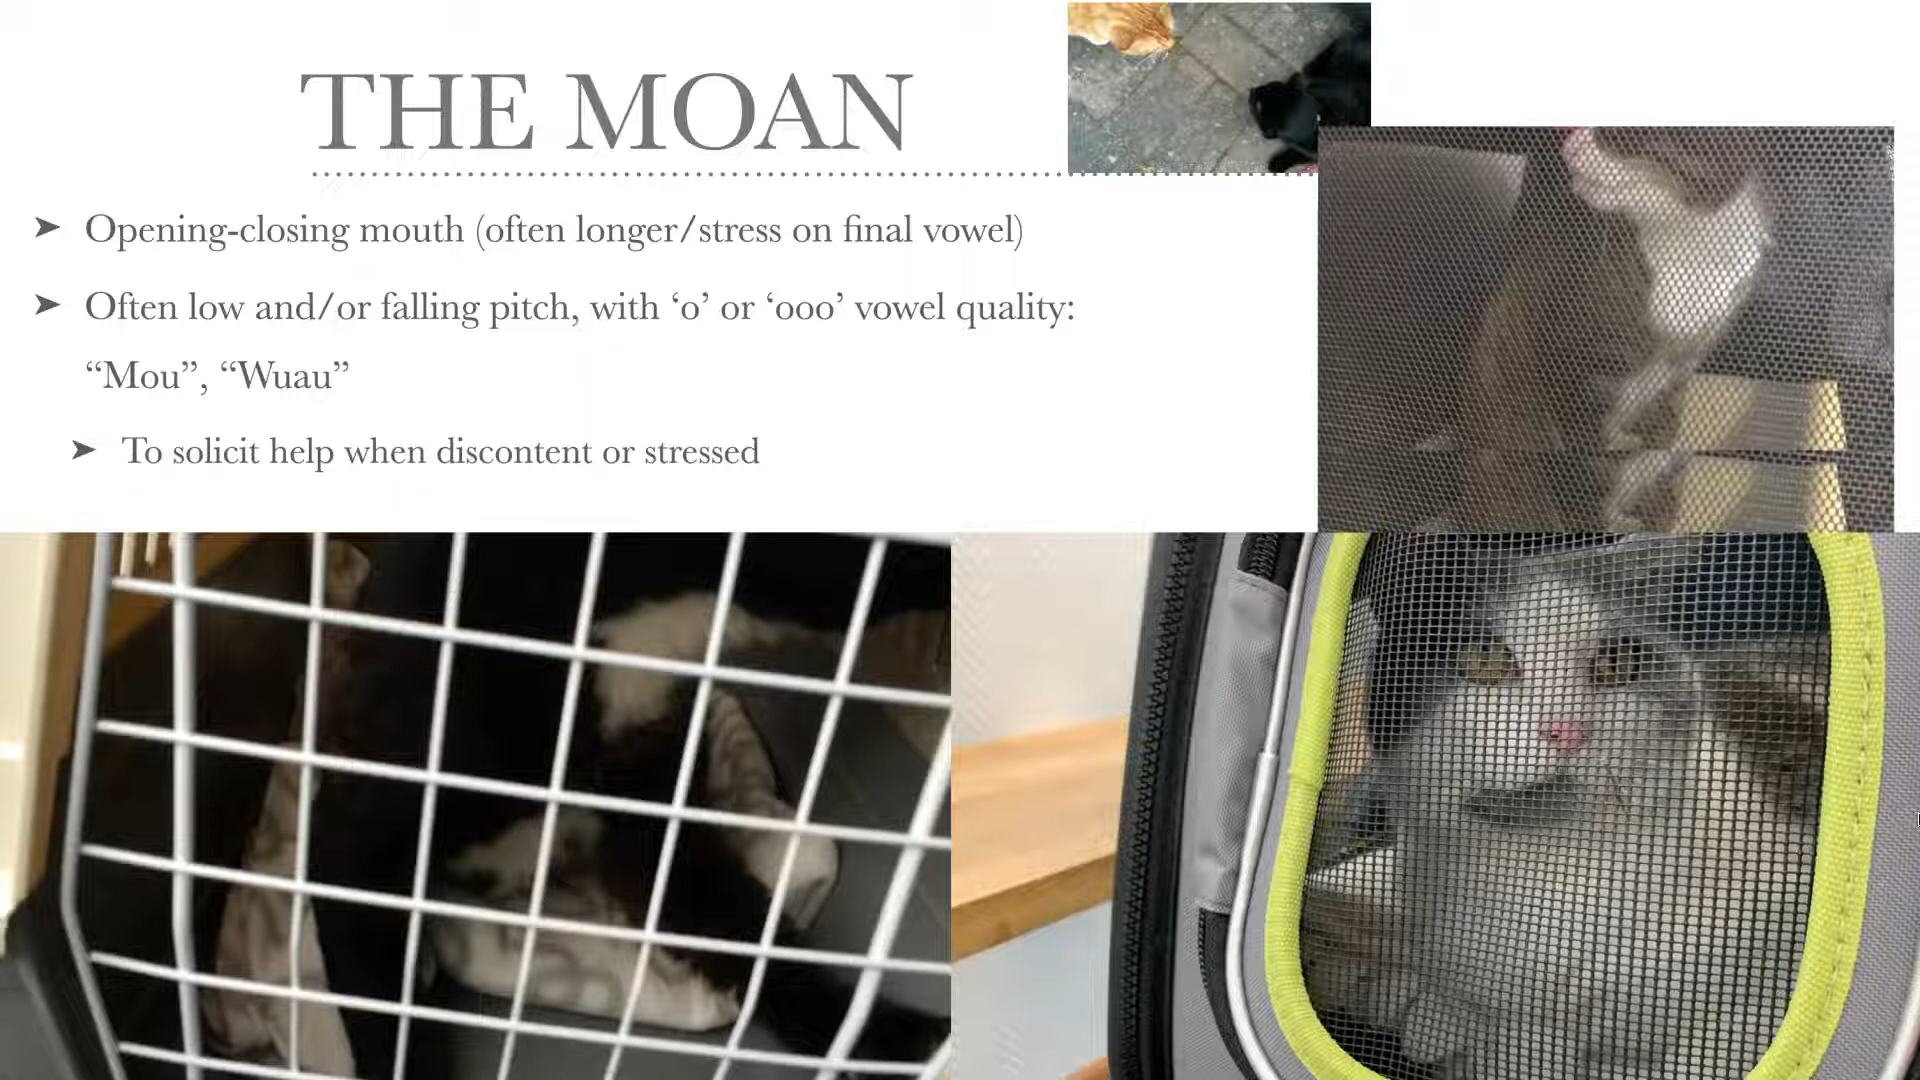 THE MOAN
➤ Opening-closing mouth (often longer/stress on final vowel)
➤ Often low and/or falling pitch, with ‘o’ or ‘ooo’ vowel quality:
“Mou”, “Wuau”
➤ To solicit help when discontent or stressed